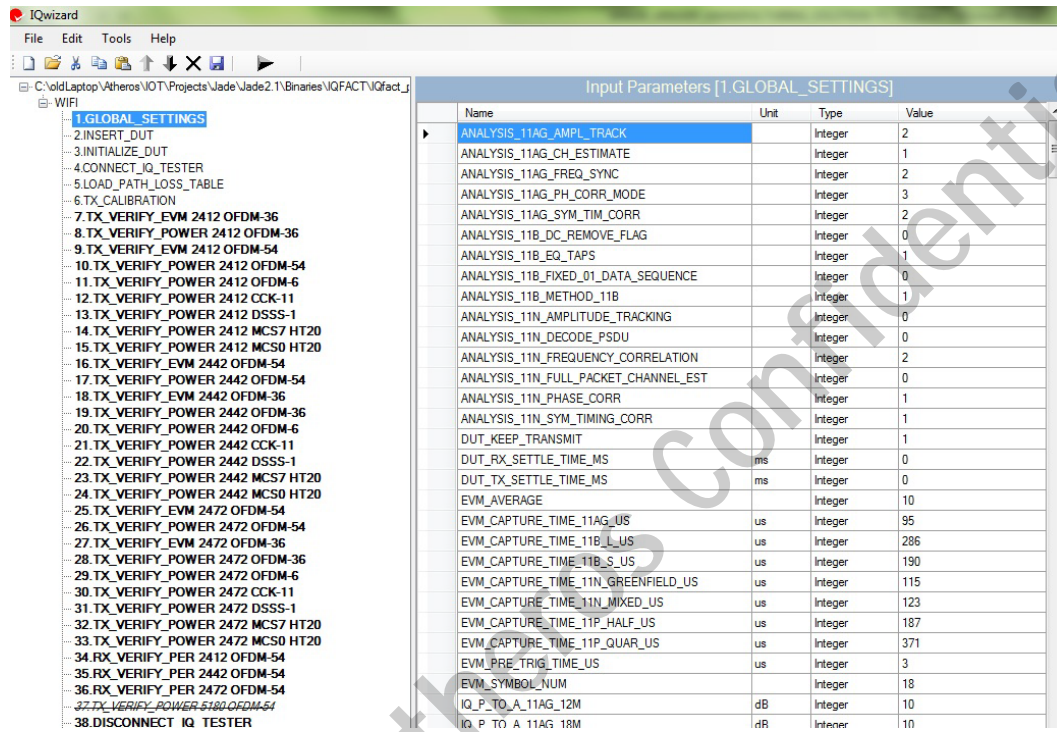 IQwizard
File Edit Tools Help
C:\oldLaptop\Atheros\IOT\Projects\Jade\Jade2.1\Binaries\IQFACT\IQfact_p
WIFI
1.GLOBAL_SETTINGS
2.INSERT_DUT
3.INITIALIZE_DUT
4.CONNECT_IQ_TESTER
5.LOAD_PATH_LOSS_TABLE
6.TX_CALIBRATION
7.TX_VERIFY_EVM 2412 OFDM-36
8.TX_VERIFY_POWER 2412 OFDM-36
9.TX_VERIFY_EVM 2412 OFDM-54
10.TX_VERIFY_POWER 2412 OFDM-54
11.TX_VERIFY_POWER 2412 OFDM-6
12.TX_VERIFY_POWER 2412 CCK-11
13.TX_VERIFY_POWER 2412 DSSS-1
14.TX_VERIFY_POWER 2412 MCS7 HT20
15.TX_VERIFY_POWER 2412 MCS0 HT20
16.TX_VERIFY_EVM 2442 OFDM-54
17.TX_VERIFY_POWER 2442 OFDM-54
18.TX_VERIFY_EVM 2442 OFDM-36
19.TX_VERIFY_POWER 2442 OFDM-36
20.TX_VERIFY_POWER 2442 OFDM-6
21.TX_VERIFY_POWER 2442 CCK-11
22.TX_VERIFY_POWER 2442 DSSS-1
23.TX_VERIFY_POWER 2442 MCS7 HT20
24.TX_VERIFY_POWER 2442 MCS0 HT20
25.TX_VERIFY_EVM 2472 OFDM-54
26.TX_VERIFY_POWER 2472 OFDM-54
27.TX_VERIFY_EVM 2472 OFDM-36
28.TX_VERIFY_POWER 2472 OFDM-36
29.TX_VERIFY_POWER 2472 OFDM-6
30.TX_VERIFY_POWER 2472 CCK-11
31.TX_VERIFY_POWER 2472 DSSS-1
32.TX_VERIFY_POWER 2472 MCS7 HT20
33.TX_VERIFY_POWER 2472 MCS0 HT20
34.RX_VERIFY_PER 2412 OFDM-54
35.RX_VERIFY_PER 2442 OFDM-54
36.RX_VERIFY_PER 2472 OFDM-54
37.TX_VERIFY_POWER 5180 OFDM-54
38.DISCONNECT_IQ_TESTER
Input Parameters [1.GLOBAL_SETTINGS]
Name Unit Type Value
ANALYSIS_11AG_AMPL_TRACK Integer 2
ANALYSIS_11AG_CH_ESTIMATE Integer 1
ANALYSIS_11AG_FREQ_SYNC Integer 2
ANALYSIS_11AG_PH_CORR_MODE Integer 3
ANALYSIS_11AG_SYM_TIM_CORR Integer 2
ANALYSIS_11B_DC_REMOVE_FLAG Integer 0
ANALYSIS_11B_EQ_TAPS Integer 1
ANALYSIS_11B_FIXED_01_DATA_SEQUENCE Integer 0
ANALYSIS_11B_METHOD_11B Integer 1
ANALYSIS_11N_AMPLITUDE_TRACKING Integer 0
ANALYSIS_11N_DECODE_PSDU Integer 0
ANALYSIS_11N_FREQUENCY_CORRELATION Integer 2
ANALYSIS_11N_FULL_PACKET_CHANNEL_EST Integer 0
ANALYSIS_11N_PHASE_CORR Integer 1
ANALYSIS_11N_SYM_TIMING_CORR Integer 1
DUT_KEEP_TRANSMIT Integer 1
DUT_RX_SETTLE_TIME_MS ms Integer 0
DUT_TX_SETTLE_TIME_MS ms Integer 0
EVM_AVERAGE Integer 10
EVM_CAPTURE_TIME_11AG_US us Integer 95
EVM_CAPTURE_TIME_11B_L_US us Integer 286
EVM_CAPTURE_TIME_11B_S_US us Integer 190
EVM_CAPTURE_TIME_11N_GREENFIELD_US us Integer 115
EVM_CAPTURE_TIME_11N_MIXED_US us Integer 123
EVM_CAPTURE_TIME_11P_HALF_US us Integer 187
EVM_CAPTURE_TIME_11P_QUAR_US us Integer 371
EVM_PRE_TRIG_TIME_US us Integer 3
EVM_SYMBOL_NUM Integer 18
IQ_P_TO_A_11AG_12M dB Integer 10
IQ_P_TO_A_11AG_18M dB Integer 10
theros Confidenti